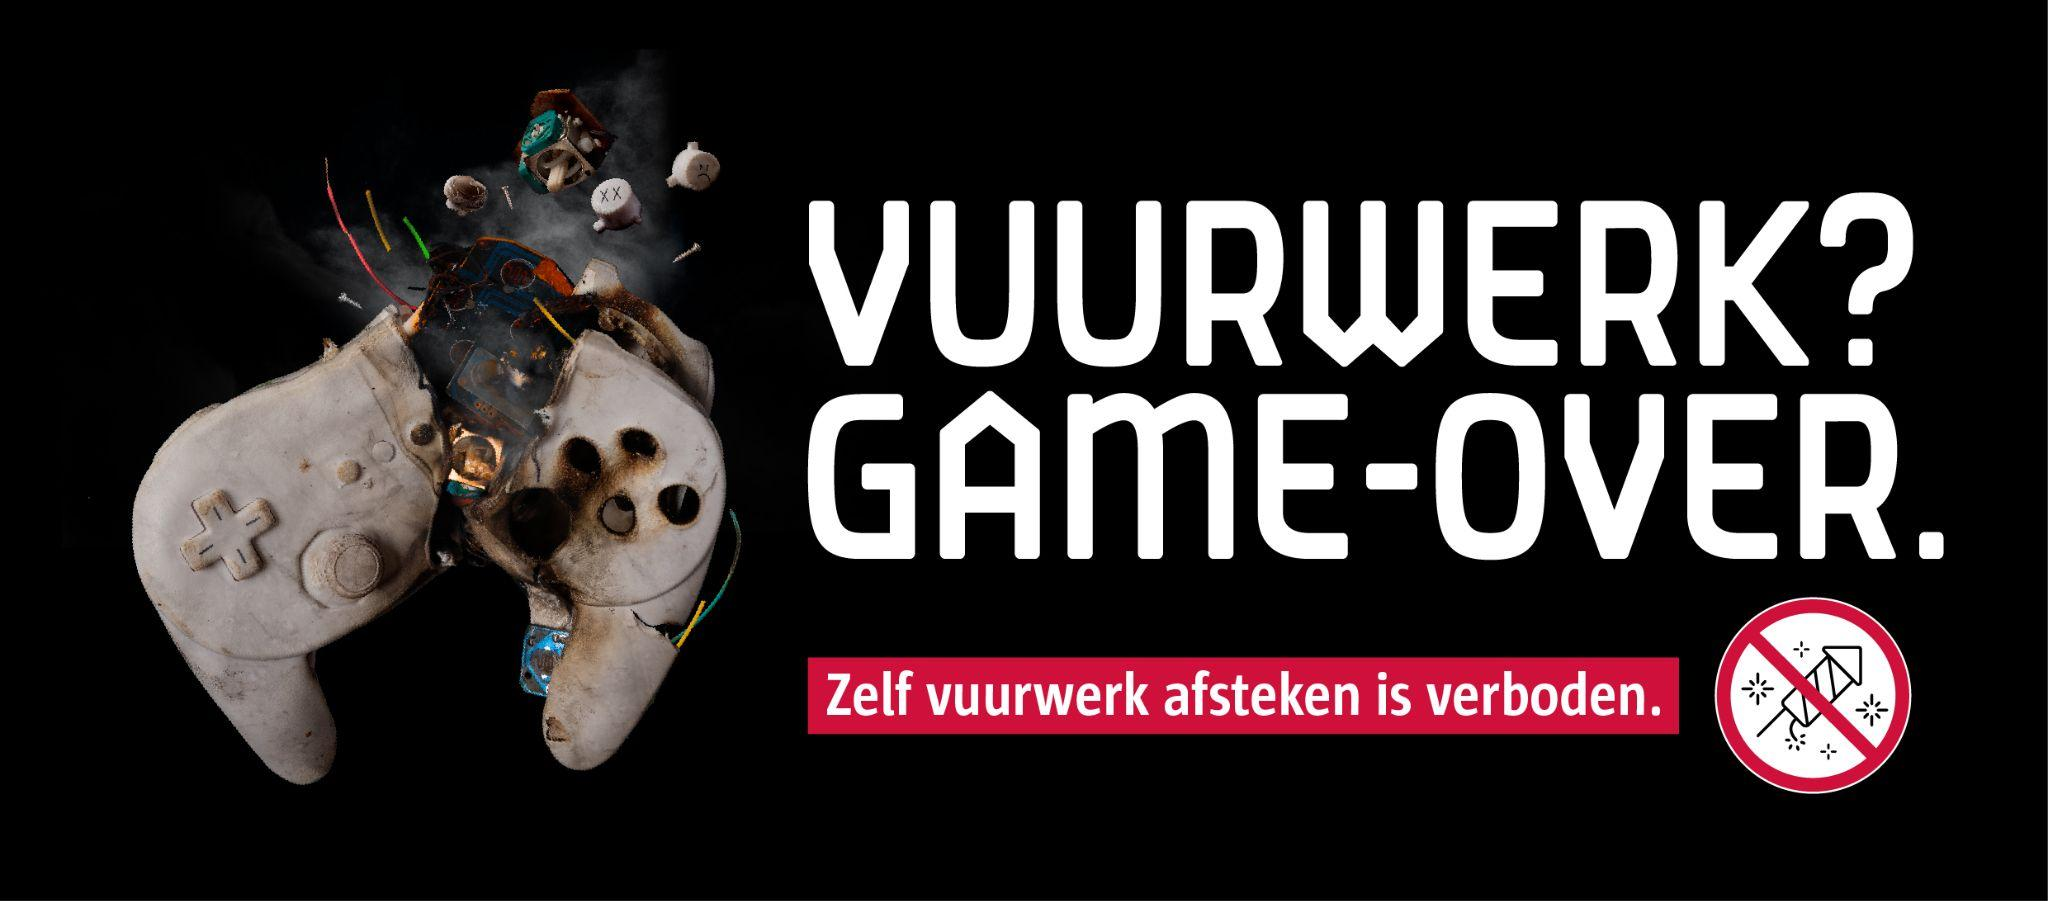 VUURWERK?
GAME-OVER.
Zelf vuurwerk afsteken is verboden.